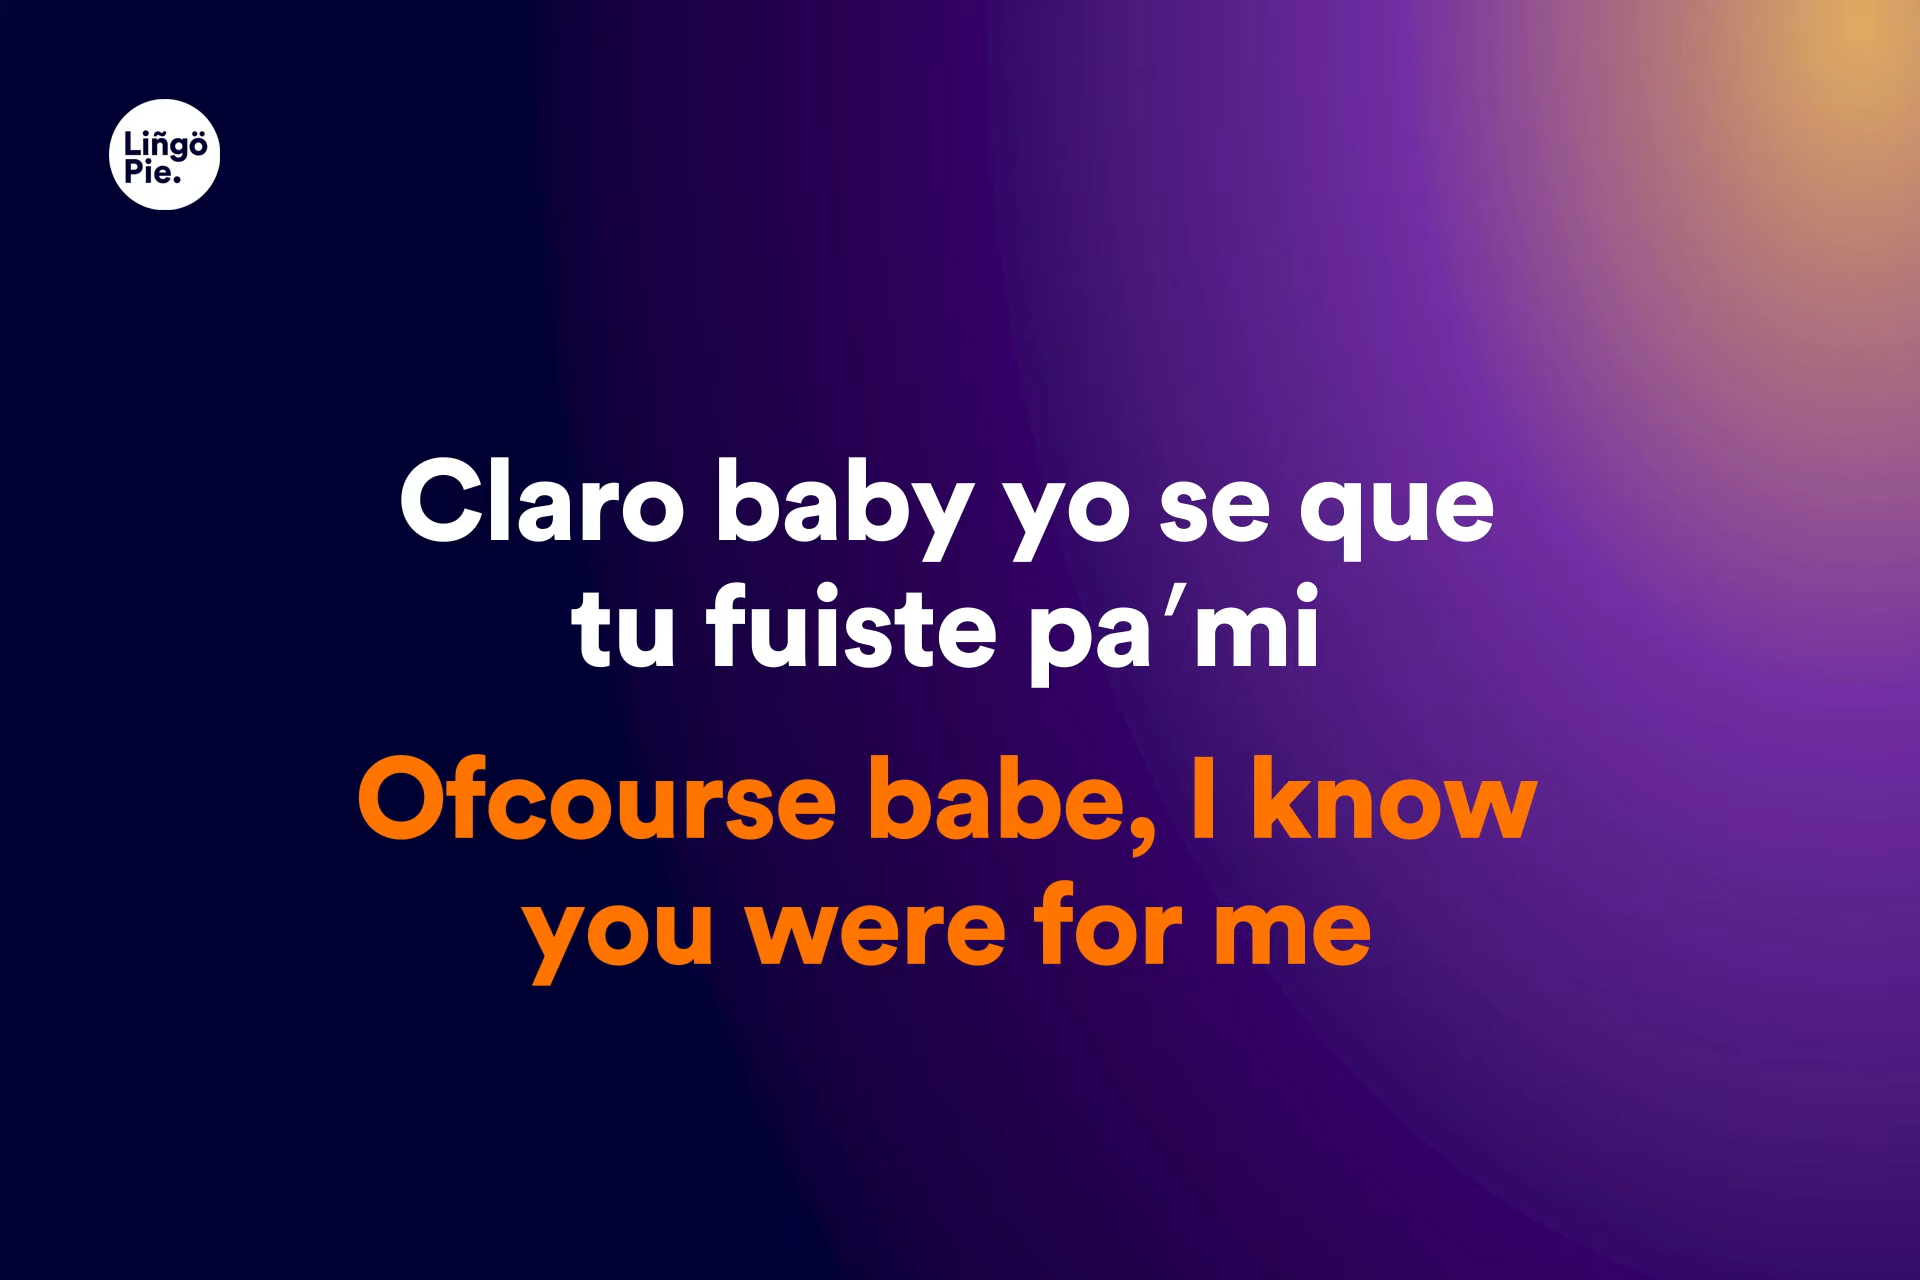 Liñgö
Pie.
Claro baby yo se que
tu fuiste pa’mi
Ofcourse babe, I know
you were for me